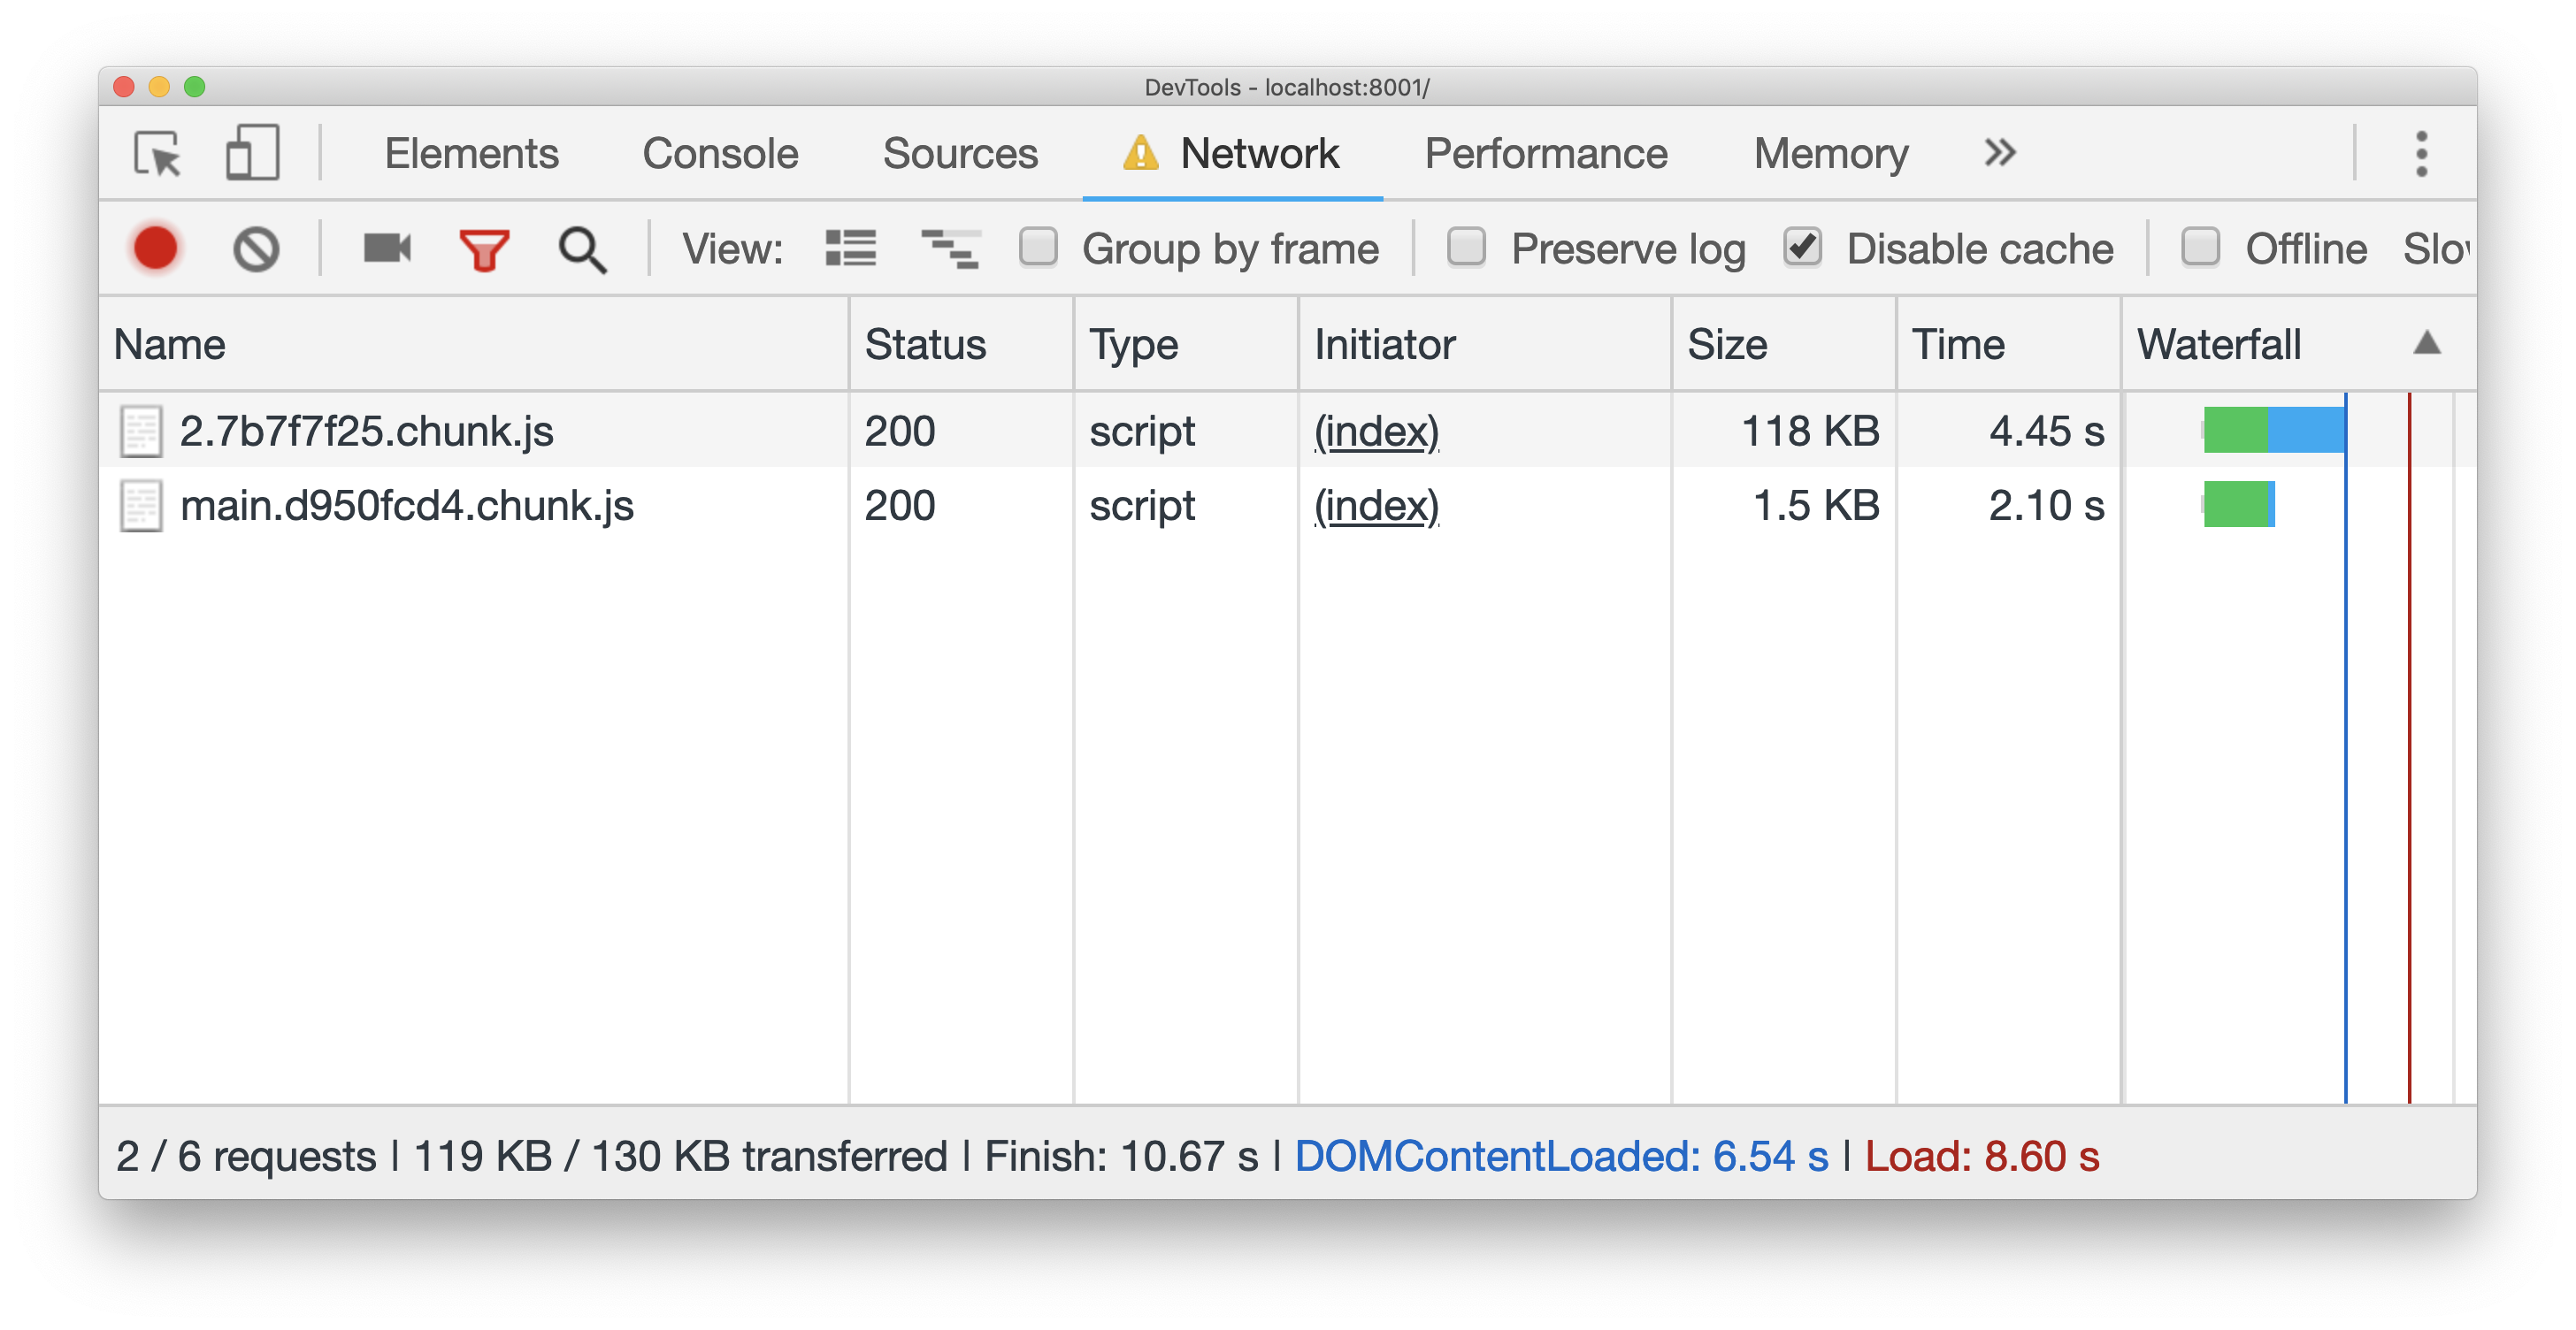 DevTools - localhost:8001/
Elements Console Sources Network Performance Memory
View: Group by frame Preserve log Disable cache Offline
Name Status Type Initiator Size Time Waterfall
2.7b7f7f25.chunk.js 200 script (index) 118 KB 4.45 s
main.d950fcd4.chunk.js 200 script (index) 1.5 KB 2.10 s
2 / 6 requests | 119 KB / 130 KB transferred | Finish: 10.67 s | DOMContentLoaded: 6.54 s | Load: 8.60 s